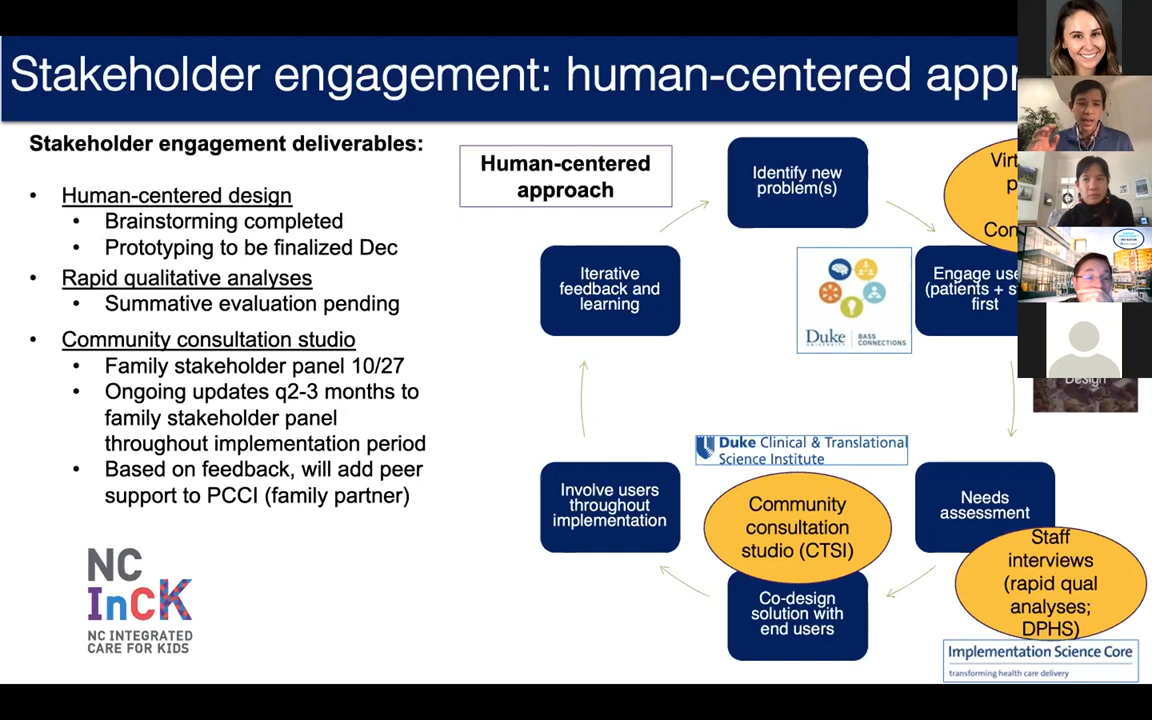 Stakeholder engagement: human-centered
Stakeholder engagement deliverables:
• Human-centered design
• Brainstorming completed
• Prototyping to be finalized Dec
• Rapid qualitative analyses
• Summative evaluation pending
• Community consultation studio
• Family stakeholder panel 10/27
• Ongoing updates q2-3 months to
family stakeholder panel
throughout implementation period
• Based on feedback, will add peer
support to PCCI (family partner)
NC
InCK
NC INTEGRATED
CARE FOR KIDS
Human-centered
approach
Identify new
problem(s)
Engage
(patients +
first
Duke
UNIVERSITY
BASS
CONNECTIONS
Design
Needs
assessment
Staff
interviews
(rapid qual
analyses;
DPHS)
Implementation Science Core
transforming health care delivery
Duke Clinical & Translational
Science Institute
Community
consultation
studio (CTSI)
Co-design
solution with
end users
Involve users
throughout
implementation
Iterative
feedback and
learning